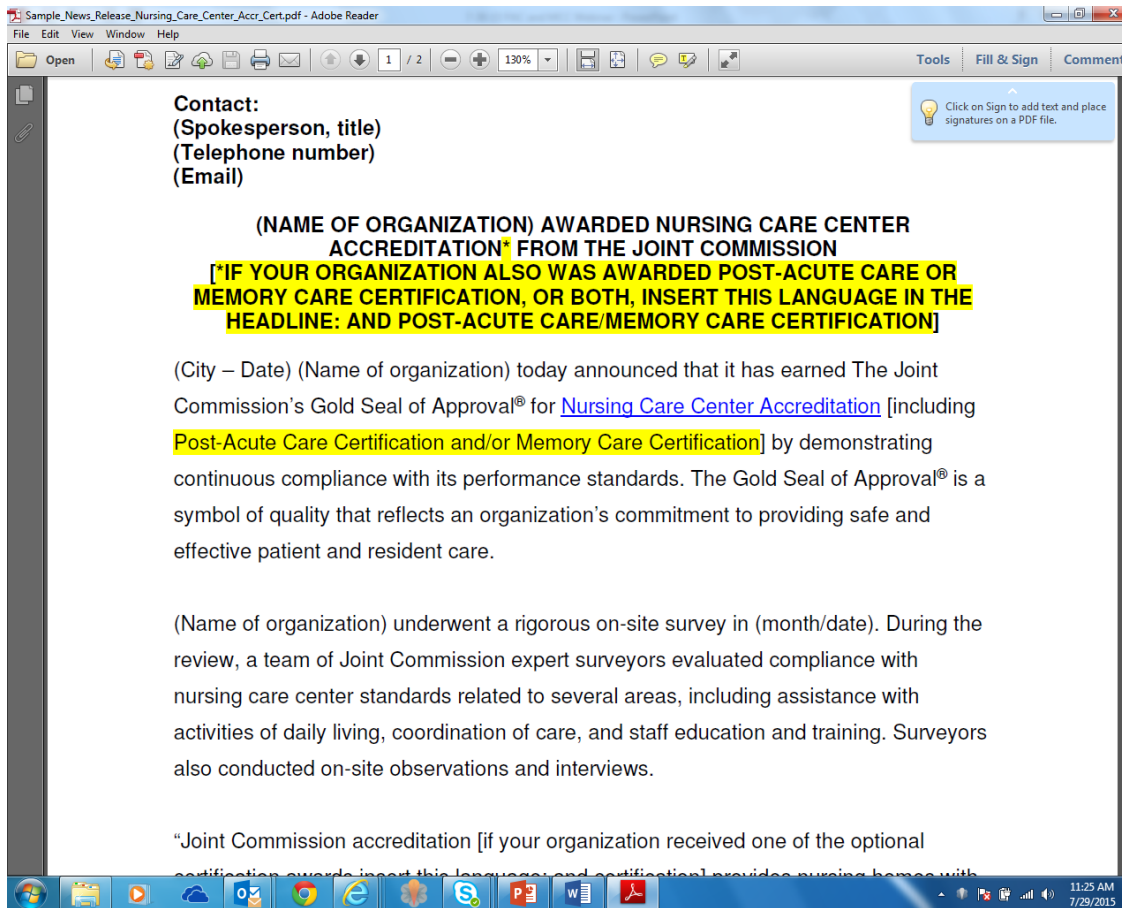 Sample_News_Release_Nursing_Care_Center_Accr_Cert.pdf - Adobe Reader
File Edit View Window Help
Open 1 / 2 130% Tools Fill & Sign Comment
Click on Sign to add text and place
signatures on a PDF file.
Contact:
(Spokesperson, title)
(Telephone number)
(Email)
(NAME OF ORGANIZATION) AWARDED NURSING CARE CENTER
ACCREDITATION* FROM THE JOINT COMMISSION
[*IF YOUR ORGANIZATION ALSO WAS AWARDED POST-ACUTE CARE OR
MEMORY CARE CERTIFICATION, OR BOTH, INSERT THIS LANGUAGE IN THE
HEADLINE: AND POST-ACUTE CARE/MEMORY CARE CERTIFICATION]
(City – Date) (Name of organization) today announced that it has earned The Joint
Commission's Gold Seal of Approval® for Nursing Care Center Accreditation [including
Post-Acute Care Certification and/or Memory Care Certification] by demonstrating
continuous compliance with its performance standards. The Gold Seal of Approval® is a
symbol of quality that reflects an organization's commitment to providing safe and
effective patient and resident care.
(Name of organization) underwent a rigorous on-site survey in (month/date). During the
review, a team of Joint Commission expert surveyors evaluated compliance with
nursing care center standards related to several areas, including assistance with
activities of daily living, coordination of care, and staff education and training. Surveyors
also conducted on-site observations and interviews.
“Joint Commission accreditation [if your organization received one of the optional
certification awards insert this language: and certification] provides nursing homes with
11:25 AM
7/29/2015